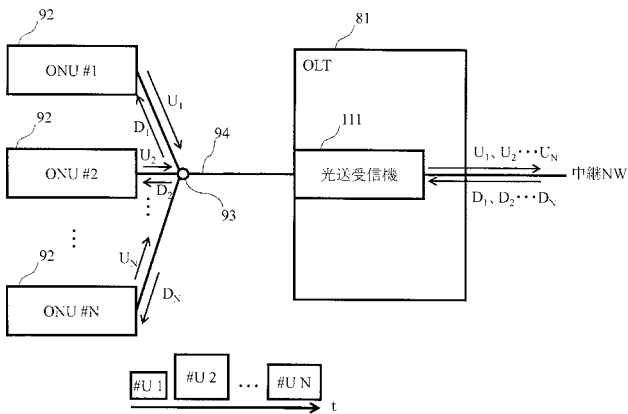 92
ONU #1
92
ONU #2
92
ONU #N
U1
D1
U2
D2
⋮
⋮
UN
DN
93
94
81
OLT
111
光送受信機
U1、U2…UN
D1、D2…DN
中継NW
#U 1
#U 2
…
#U N
t